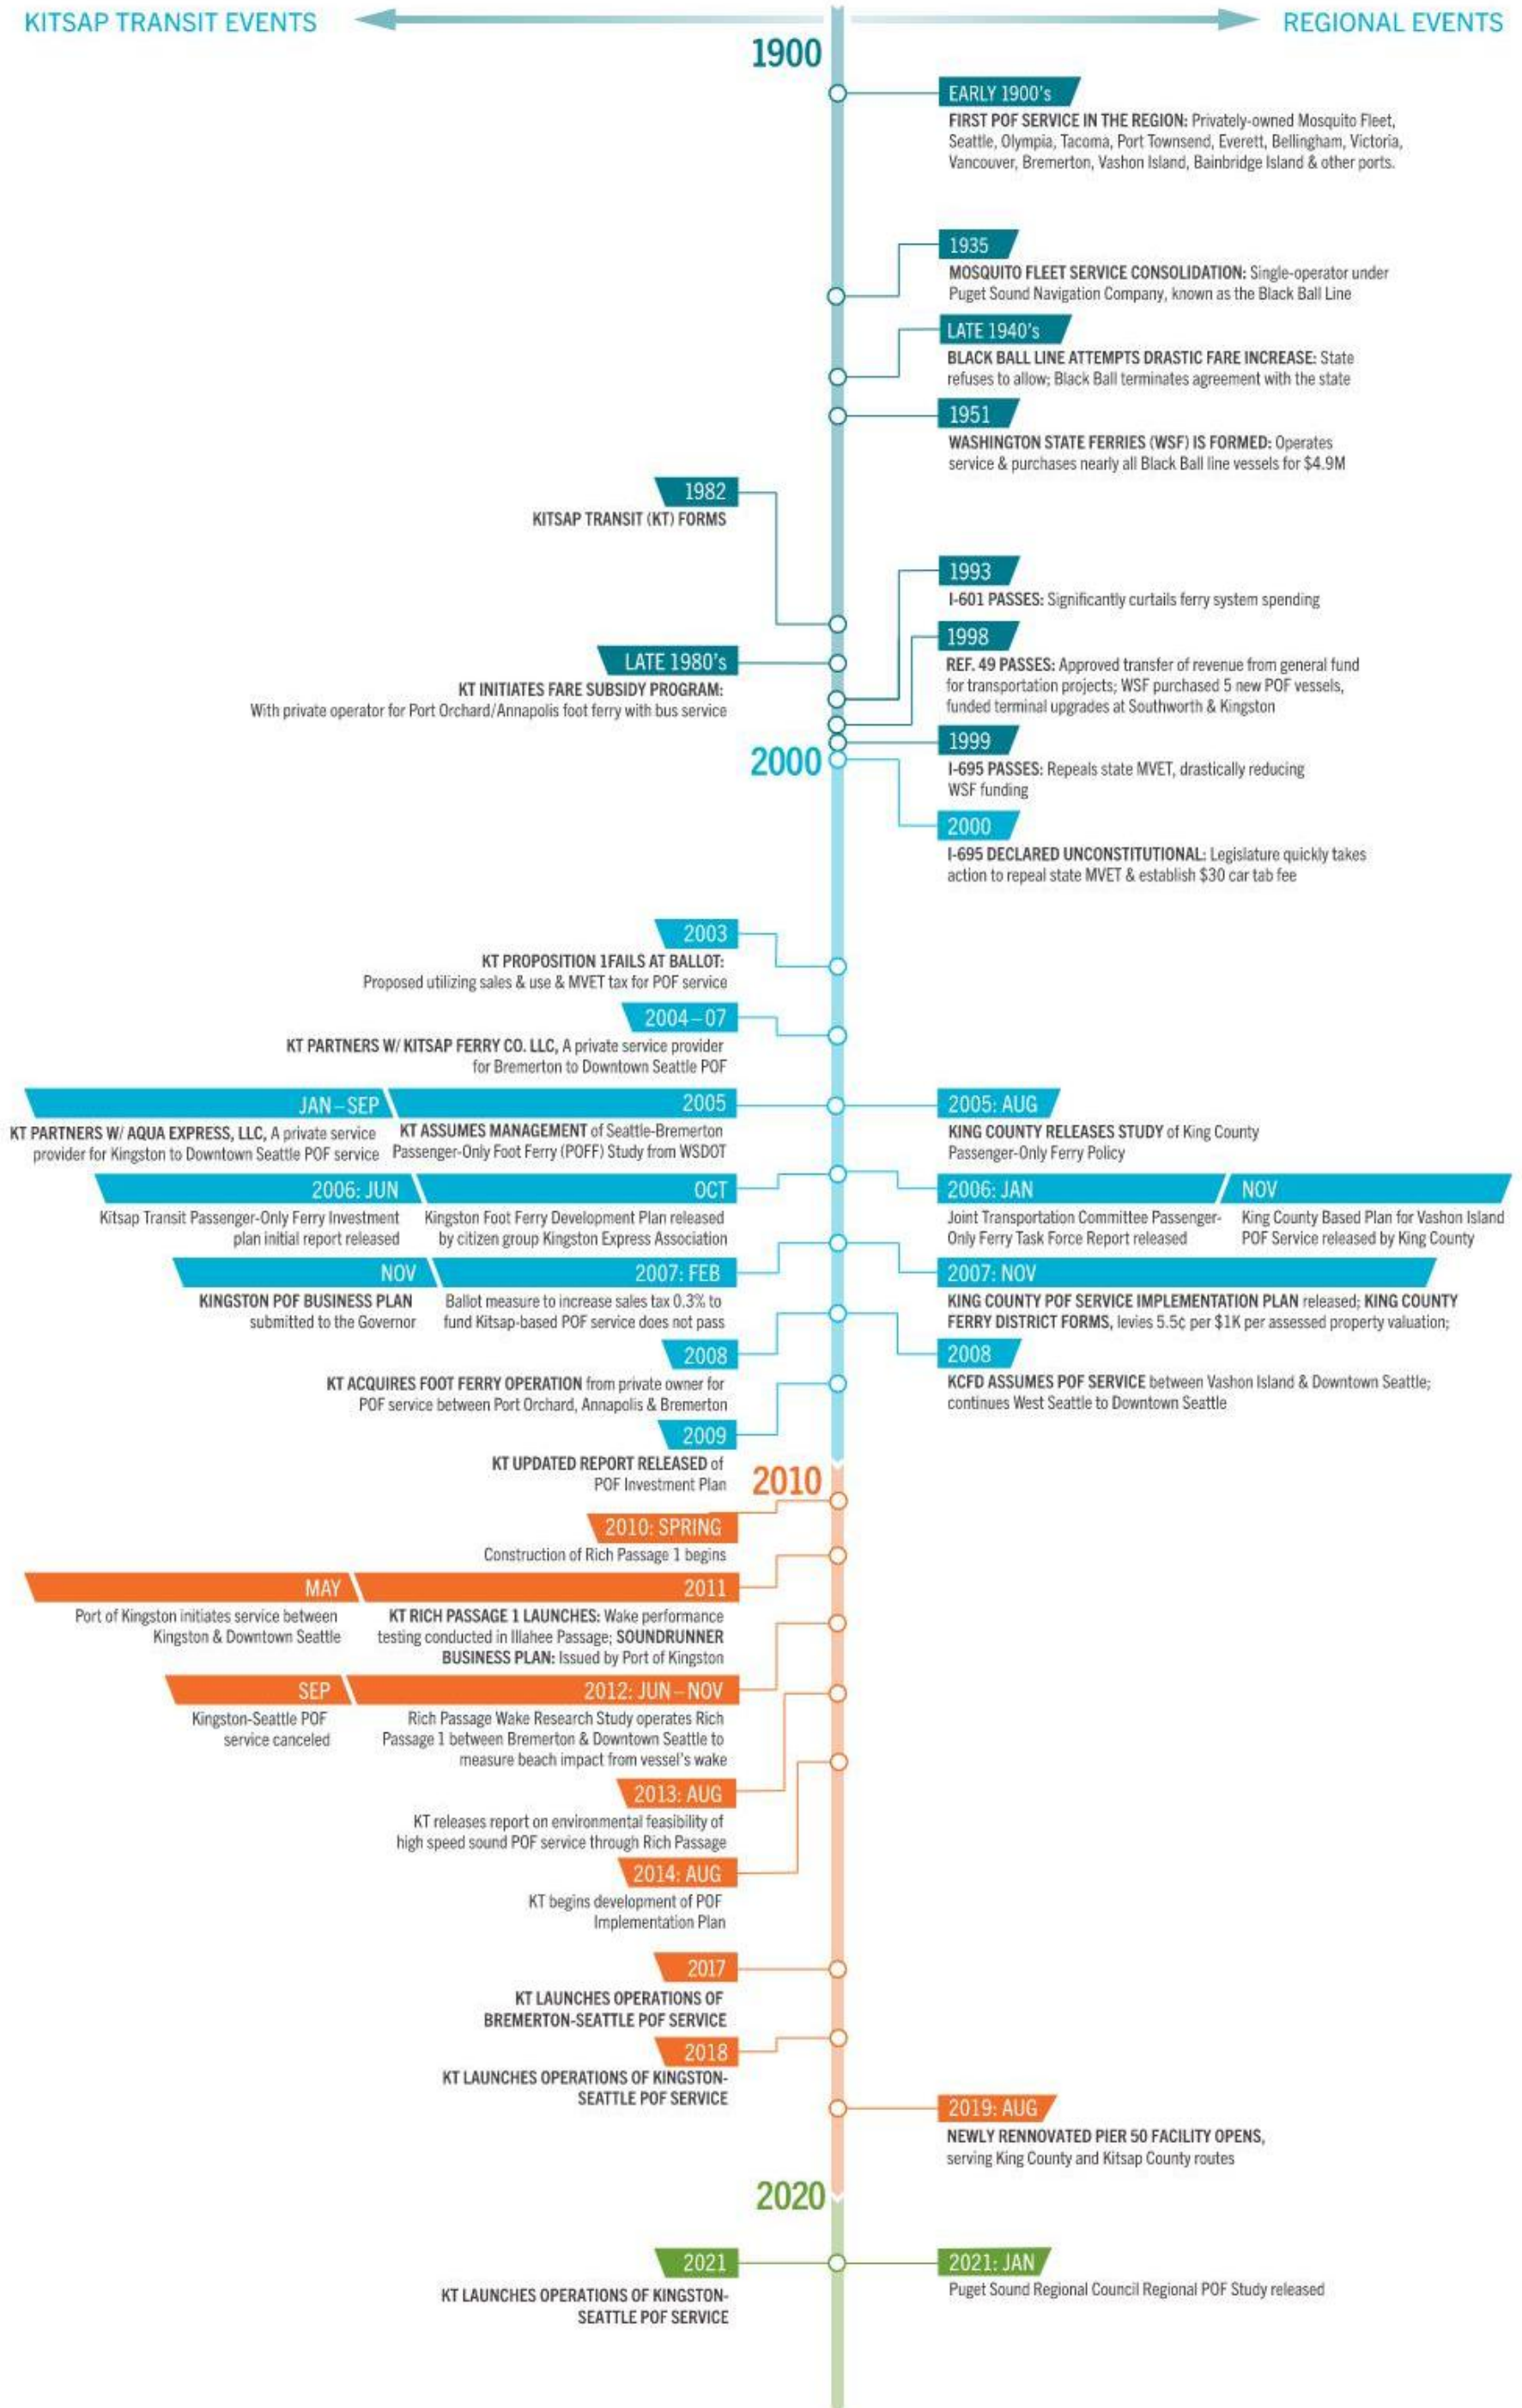 KITSAP TRANSIT EVENTS
REGIONAL EVENTS
1900
EARLY 1900's
FIRST POF SERVICE IN THE REGION: Privately-owned Mosquito Fleet,
Seattle, Olympia, Tacoma, Port Townsend, Everett, Bellingham, Victoria,
Vancouver, Bremerton, Vashon Island, Bainbridge Island & other ports.
1935
MOSQUITO FLEET SERVICE CONSOLIDATION: Single-operator under
Puget Sound Navigation Company, known as the Black Ball Line
LATE 1940's
BLACK BALL LINE ATTEMPTS DRASTIC FARE INCREASE: State
refuses to allow; Black Ball terminates agreement with the state
1951
WASHINGTON STATE FERRIES (WSF) IS FORMED: Operates
service & purchases nearly all Black Ball line vessels for $4.9M
1982
KITSAP TRANSIT (KT) FORMS
1993
I-601 PASSES: Significantly curtails ferry system spending
1998
REF. 49 PASSES: Approved transfer of revenue from general fund
for transportation projects; WSF purchased 5 new POF vessels,
funded terminal upgrades at Southworth & Kingston
LATE 1980's
KT INITIATES FARE SUBSIDY PROGRAM:
With private operator for Port Orchard/Annapolis foot ferry with bus service
1999
I-695 PASSES: Repeals state MVET, drastically reducing
WSF funding
2000
2000
I-695 DECLARED UNCONSTITUTIONAL: Legislature quickly takes
action to repeal state MVET & establish $30 car tab fee
2003
KT PROPOSITION 1FAILS AT BALLOT:
Proposed utilizing sales & use & MVET tax for POF service
2004–07
KT PARTNERS W/ KITSAP FERRY CO. LLC, A private service provider
for Bremerton to Downtown Seattle POF
JAN–SEP
KT PARTNERS W/ AQUA EXPRESS, LLC, A private service
provider for Kingston to Downtown Seattle POF service
2005
KT ASSUMES MANAGEMENT of Seattle-Bremerton
Passenger-Only Foot Ferry (POFF) Study from WSDOT
2005: AUG
KING COUNTY RELEASES STUDY of King County
Passenger-Only Ferry Policy
2006: JUN
Kitsap Transit Passenger-Only Ferry Investment
plan initial report released
OCT
Kingston Foot Ferry Development Plan released
by citizen group Kingston Express Association
2006: JAN
Joint Transportation Committee Passenger-
Only Ferry Task Force Report released
NOV
King County Based Plan for Vashon Island
POF Service released by King County
NOV
KINGSTON POF BUSINESS PLAN
submitted to the Governor
2007: FEB
Ballot measure to increase sales tax 0.3% to
fund Kitsap-based POF service does not pass
2007: NOV
KING COUNTY POF SERVICE IMPLEMENTATION PLAN released; KING COUNTY
FERRY DISTRICT FORMS, levies 5.5¢ per $1K per assessed property valuation;
2008
KT ACQUIRES FOOT FERRY OPERATION from private owner for
POF service between Port Orchard, Annapolis & Bremerton
2008
KCFD ASSUMES POF SERVICE between Vashon Island & Downtown Seattle;
continues West Seattle to Downtown Seattle
2009
KT UPDATED REPORT RELEASED of
POF Investment Plan
2010
2010: SPRING
Construction of Rich Passage 1 begins
MAY
Port of Kingston initiates service between
Kingston & Downtown Seattle
2011
KT RICH PASSAGE 1 LAUNCHES: Wake performance
testing conducted in Illahee Passage; SOUNDRUNNER
BUSINESS PLAN: Issued by Port of Kingston
SEP
Kingston-Seattle POF
service canceled
2012: JUN–NOV
Rich Passage Wake Research Study operates Rich
Passage 1 between Bremerton & Downtown Seattle to
measure beach impact from vessel's wake
2013: AUG
KT releases report on environmental feasibility of
high speed sound POF service through Rich Passage
2014: AUG
KT begins development of POF
Implementation Plan
2017
KT LAUNCHES OPERATIONS OF
BREMERTON-SEATTLE POF SERVICE
2018
KT LAUNCHES OPERATIONS OF KINGSTON-
SEATTLE POF SERVICE
2019: AUG
NEWLY RENNOVATED PIER 50 FACILITY OPENS,
serving King County and Kitsap County routes
2020
2021
KT LAUNCHES OPERATIONS OF KINGSTON-
SEATTLE POF SERVICE
2021: JAN
Puget Sound Regional Council Regional POF Study released